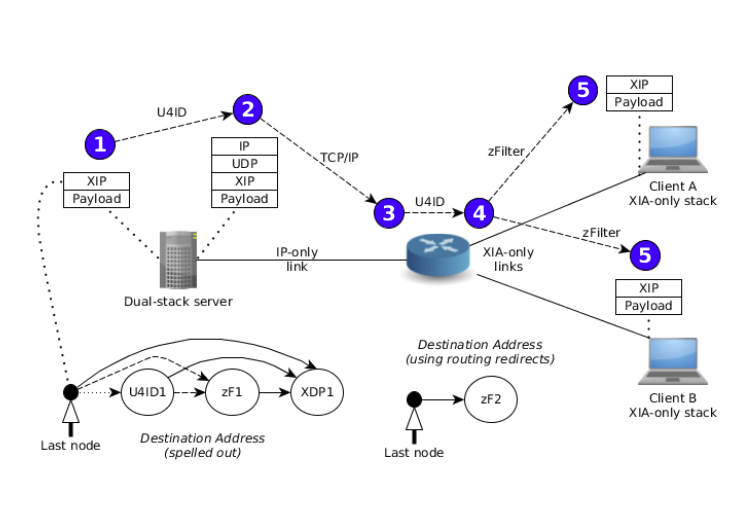 1
U4ID
2
XIP
Payload
IP
UDP
XIP
Payload
TCP/IP
3
U4ID
4
zFilter
5
XIP
Payload
Client A
XIA-only stack
zFilter
5
XIP
Payload
Client B
XIA-only stack
Dual-stack server
IP-only
link
XIA-only
links
U4ID1
zF1
XDP1
Last node
Destination Address
(spelled out)
Destination Address
(using routing redirects)
zF2
Last node